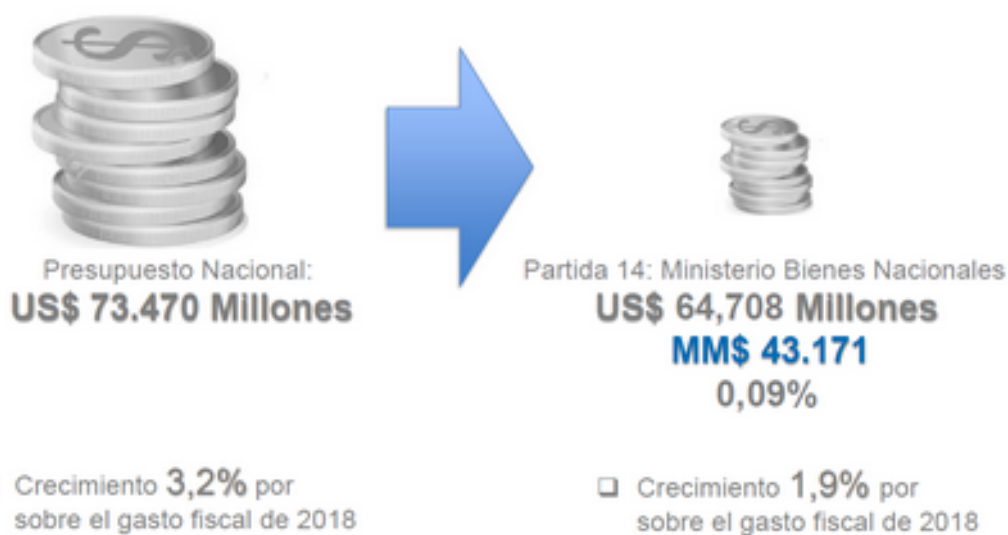 Presupuesto Nacional:
US$ 73.470 Millones
Partida 14: Ministerio Bienes Nacionales
US$ 64,708 Millones
MM$ 43.171
0,09%
Crecimiento 3,2% por
sobre el gasto fiscal de 2018
Crecimiento 1,9% por
sobre el gasto fiscal de 2018